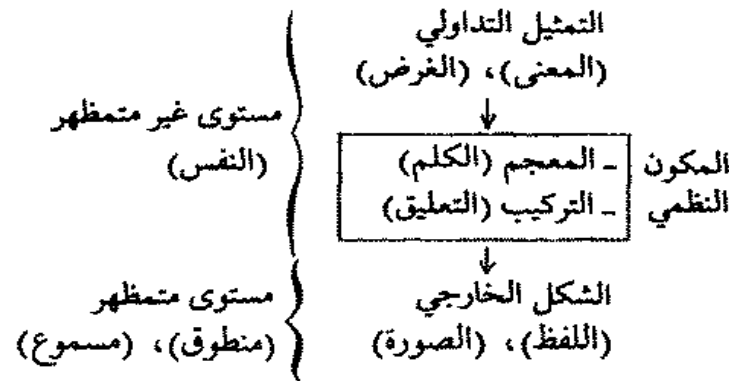 التمثيل التداولي
(المعنى)، (الغرض)
مستوى غير متمظهر
(النفس)
المكون
النظمي
ـ المعجم (الكلم)
ـ التركيب (التعليق)
الشكل الخارجي
(اللفظ)، (الصورة)
مستوى متمظهر
(منطوق)، (مسموع)